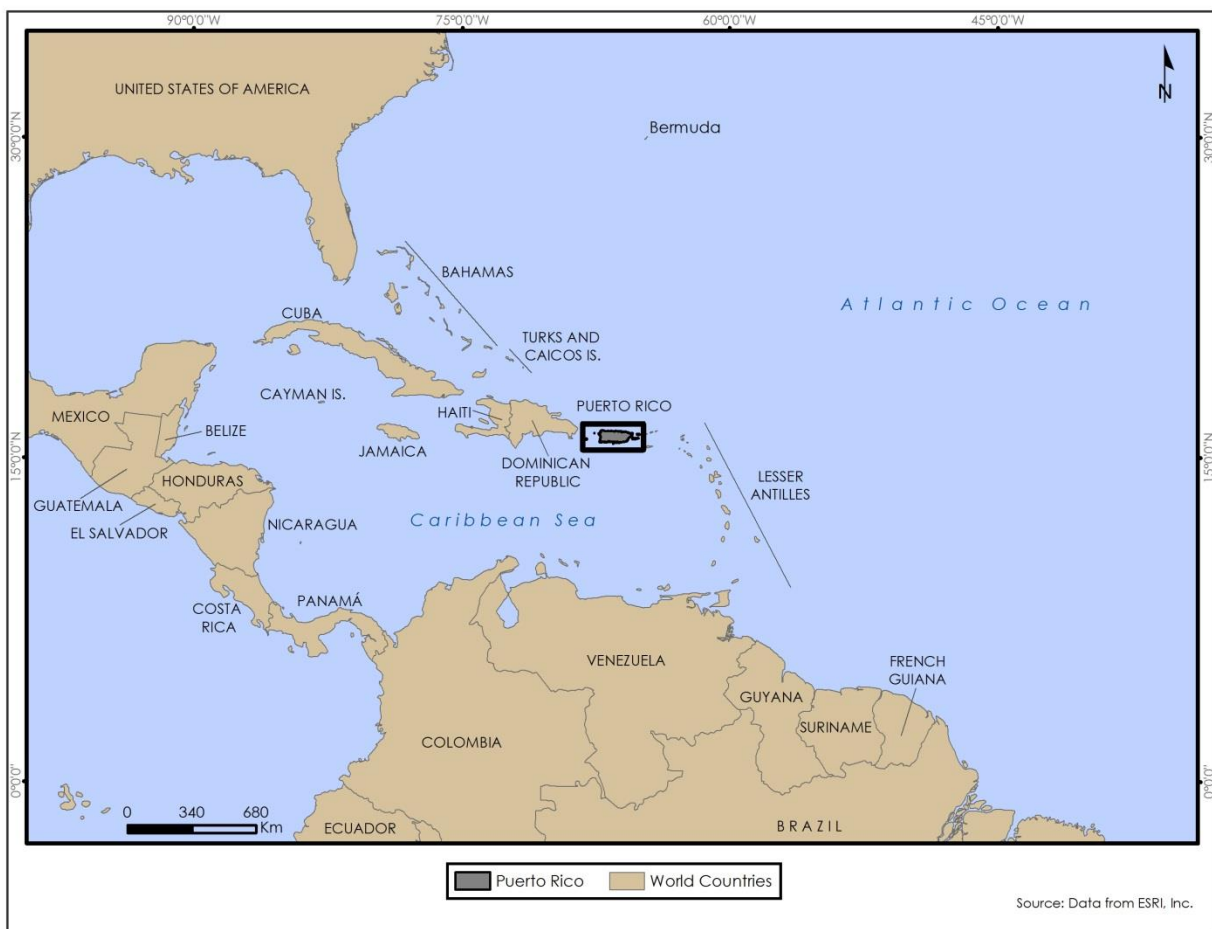 90°0'0"W
75°0'0"W
60°0'0"W
45°0'0"W
N
UNITED STATES OF AMERICA
Bermuda
30°0'0"N
30°0'0"N
BAHAMAS
Atlantic Ocean
CUBA
TURKS AND
CAICOS IS.
CAYMAN IS.
HAITI
PUERTO RICO
MEXICO
BELIZE
JAMAICA
DOMINICAN
REPUBLIC
15°0'0"N
15°0'0"N
HONDURAS
LESSER
ANTILLES
GUATEMALA
EL SALVADOR
NICARAGUA
Caribbean Sea
COSTA
RICA
PANAMÁ
VENEZUELA
FRENCH
GUIANA
GUYANA
SURINAME
COLOMBIA
0°0'0"
0°0'0"
0 340 680
Km
ECUADOR
BRAZIL
Puerto Rico
World Countries
Source: Data from ESRI, Inc.